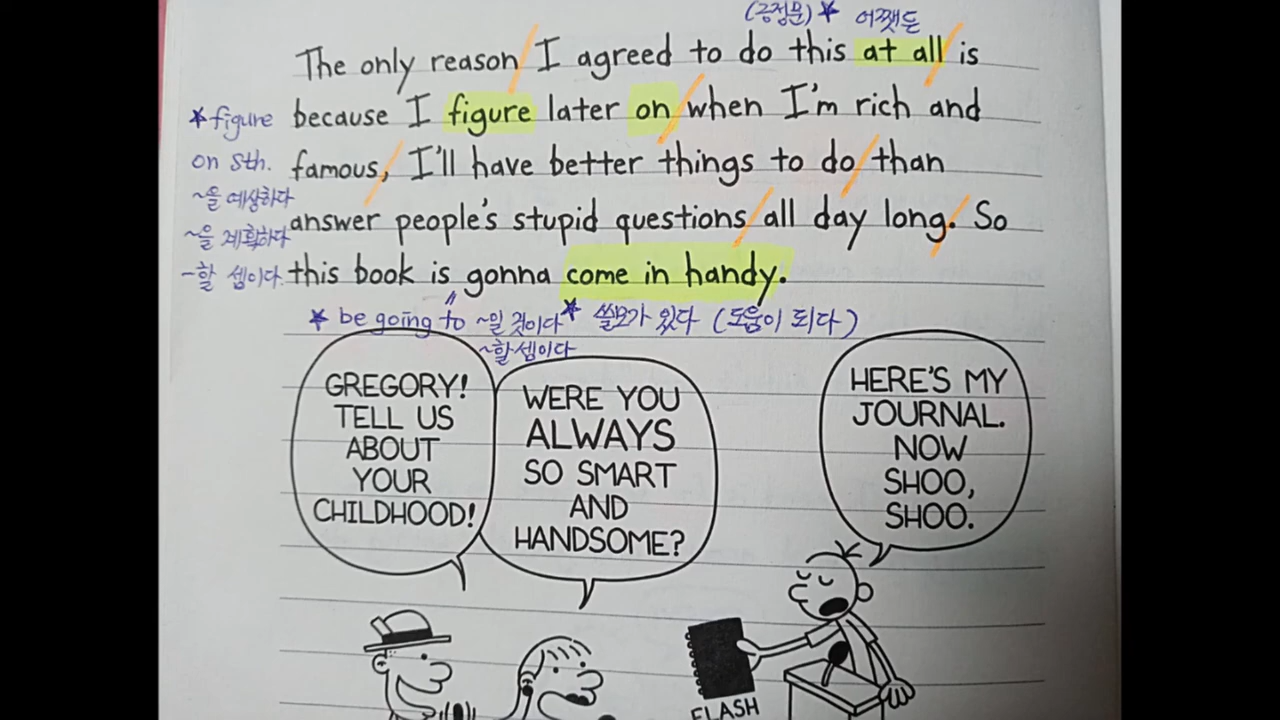 (긍정문) * 어쨋든
The only reason I agreed to do this at all is
because I figure later on when I'm rich and
famous, I'll have better things to do than
answer people's stupid questions all day long. So
this book is gonna come in handy.
* figure
on sth.
~을 예상하다
~을 계획하다
~할 셈이다.
* be going to ~일 것이다
~할 셈이다
* 쓸모가 있다 (도움이 되다)
GREGORY!
TELL US
ABOUT
YOUR
CHILDHOOD!
WERE YOU
ALWAYS
SO SMART
AND
HANDSOME?
HERE'S MY
JOURNAL.
NOW
SHOO,
SHOO.
FLASH